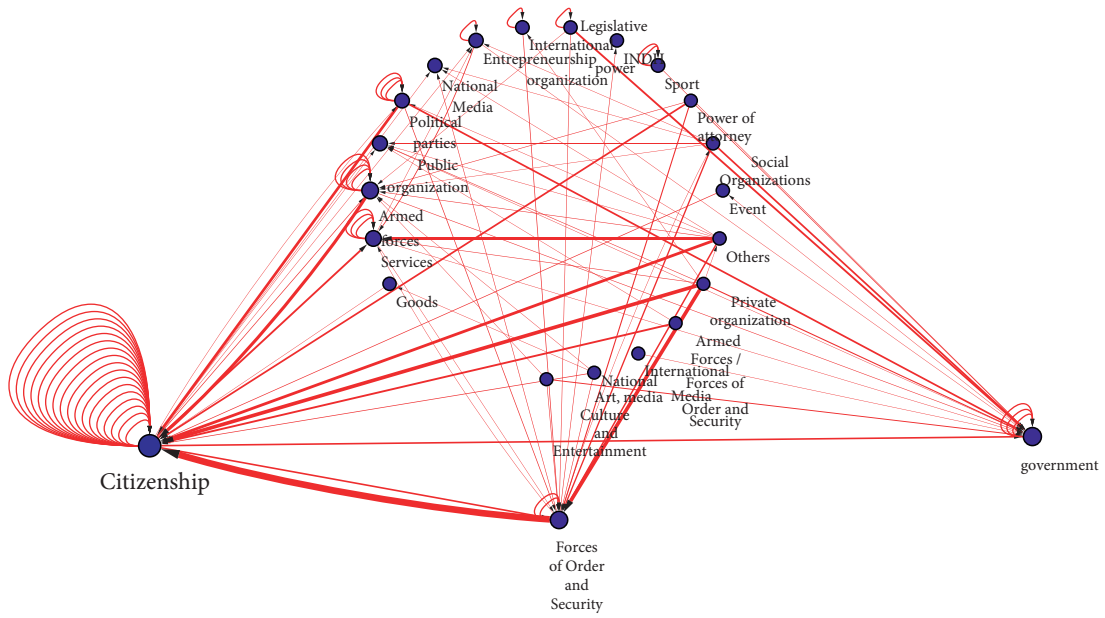 Legislative
power
International
organization
Entrepreneurship
INDH
Sport
National
Media
Political
parties
Power of
attorney
Public
organization
Social
Organizations
Event
Armed
forces
Services
Others
Goods
Private
organization
Armed
Forces /
Forces of
Order and
Security
International
Media
National
media
Art,
Culture
and
Entertainment
Citizenship
government
Forces
of Order
and
Security